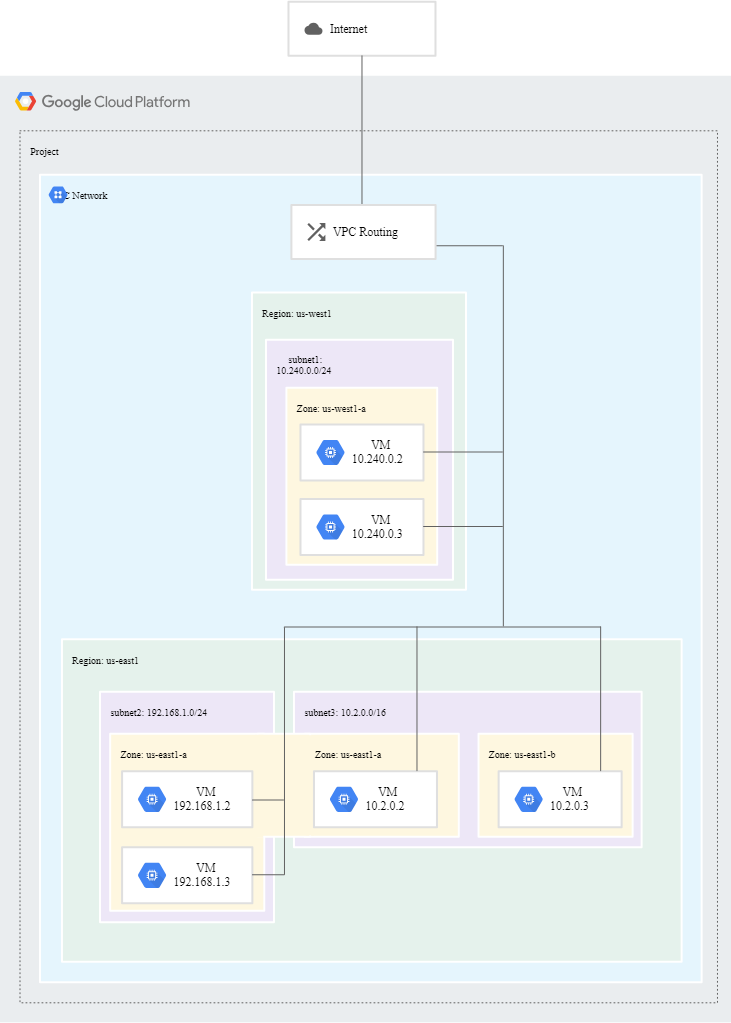 Internet
Google Cloud Platform
Project
C Network
VPC Routing
Region: us-west1
subnet1:
10.240.0.0/24
Zone: us-west1-a
VM
10.240.0.2
VM
10.240.0.3
Region: us-east1
subnet2: 192.168.1.0/24
subnet3: 10.2.0.0/16
Zone: us-east1-a
Zone: us-east1-a
Zone: us-east1-b
VM
192.168.1.2
VM
10.2.0.2
VM
10.2.0.3
VM
192.168.1.3